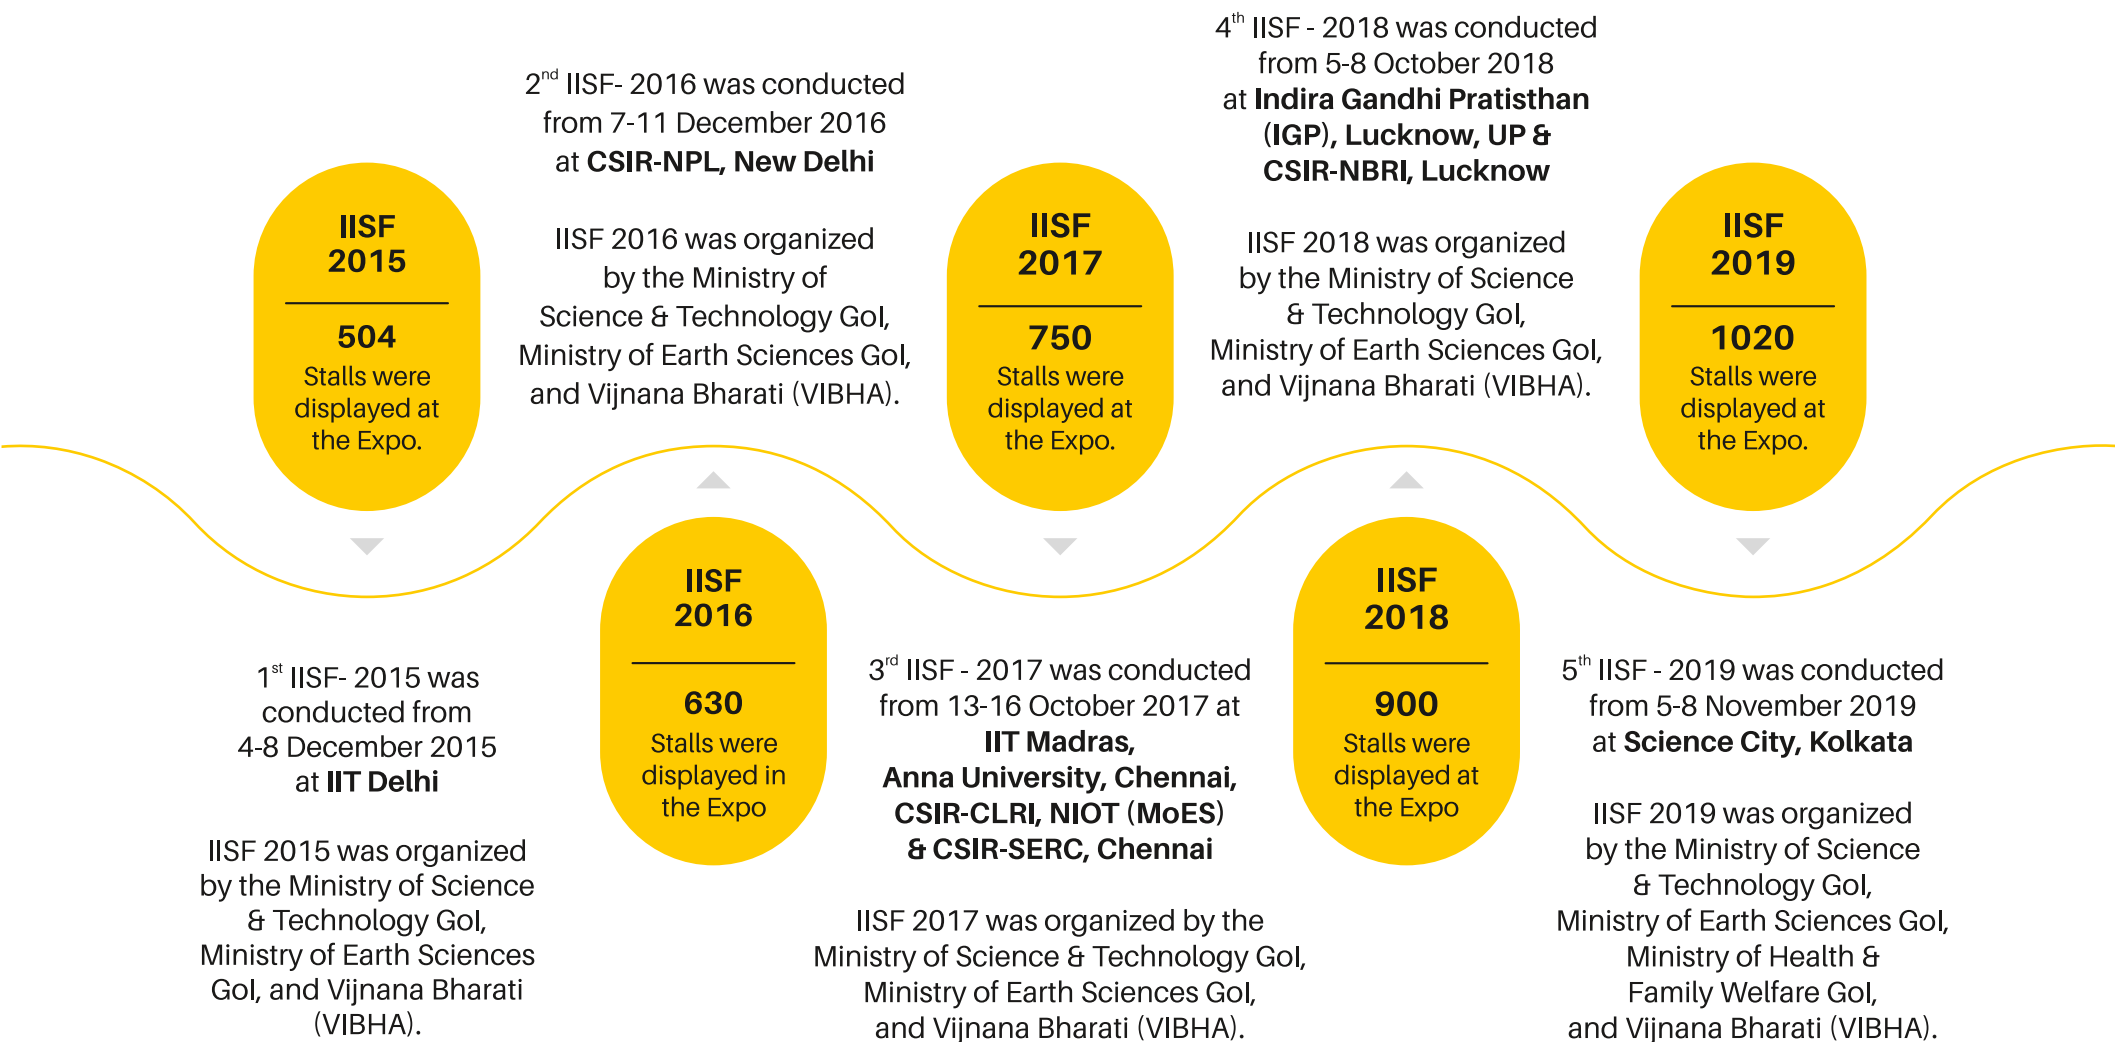 IISF
2015
504
Stalls were
displayed at
the Expo.
1st IISF- 2015 was
conducted from
4-8 December 2015
at IIT Delhi
IISF 2015 was organized
by the Ministry of Science
& Technology GoI,
Ministry of Earth Sciences
GoI, and Vijnana Bharati
(VIBHA).
2nd IISF- 2016 was conducted
from 7-11 December 2016
at CSIR-NPL, New Delhi
IISF 2016 was organized
by the Ministry of
Science & Technology GoI,
Ministry of Earth Sciences GoI,
and Vijnana Bharati (VIBHA).
IISF
2016
630
Stalls were
displayed in
the Expo
IISF
2017
750
Stalls were
displayed at
the Expo.
3rd IISF - 2017 was conducted
from 13-16 October 2017 at
IIT Madras,
Anna University, Chennai,
CSIR-CLRI, NIOT (MoES)
& CSIR-SERC, Chennai
IISF 2017 was organized by the
Ministry of Science & Technology GoI,
Ministry of Earth Sciences GoI,
and Vijnana Bharati (VIBHA).
4th IISF - 2018 was conducted
from 5-8 October 2018
at Indira Gandhi Pratisthan
(IGP), Lucknow, UP &
CSIR-NBRI, Lucknow
IISF 2018 was organized
by the Ministry of Science
& Technology GoI,
Ministry of Earth Sciences GoI,
and Vijnana Bharati (VIBHA).
IISF
2018
900
Stalls were
displayed at
the Expo
IISF
2019
1020
Stalls were
displayed at
the Expo.
5th IISF - 2019 was conducted
from 5-8 November 2019
at Science City, Kolkata
IISF 2019 was organized
by the Ministry of Science
& Technology GoI,
Ministry of Earth Sciences GoI,
Ministry of Health &
Family Welfare GoI,
and Vijnana Bharati (VIBHA).